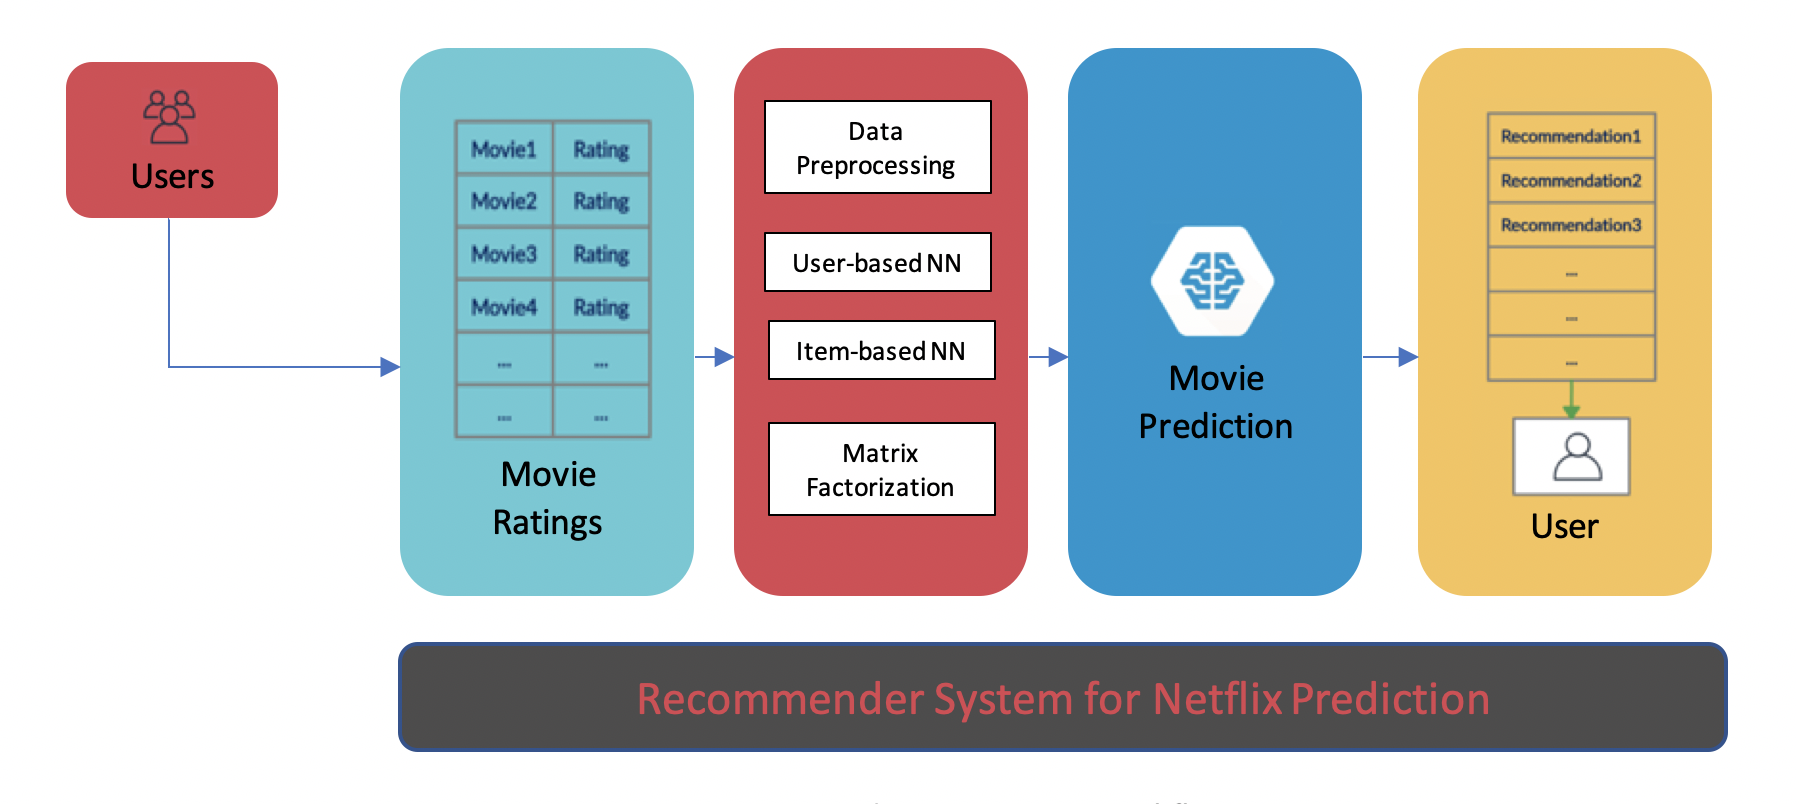 Users
Movie1 Rating
Movie2 Rating
Movie3 Rating
Movie4 Rating
... ...
... ...
Movie
Ratings
Data
Preprocessing
User-based NN
Item-based NN
Matrix
Factorization
Movie
Prediction
Recommendation1
Recommendation2
Recommendation3
...
...
...
User
Recommender System for Netflix Prediction